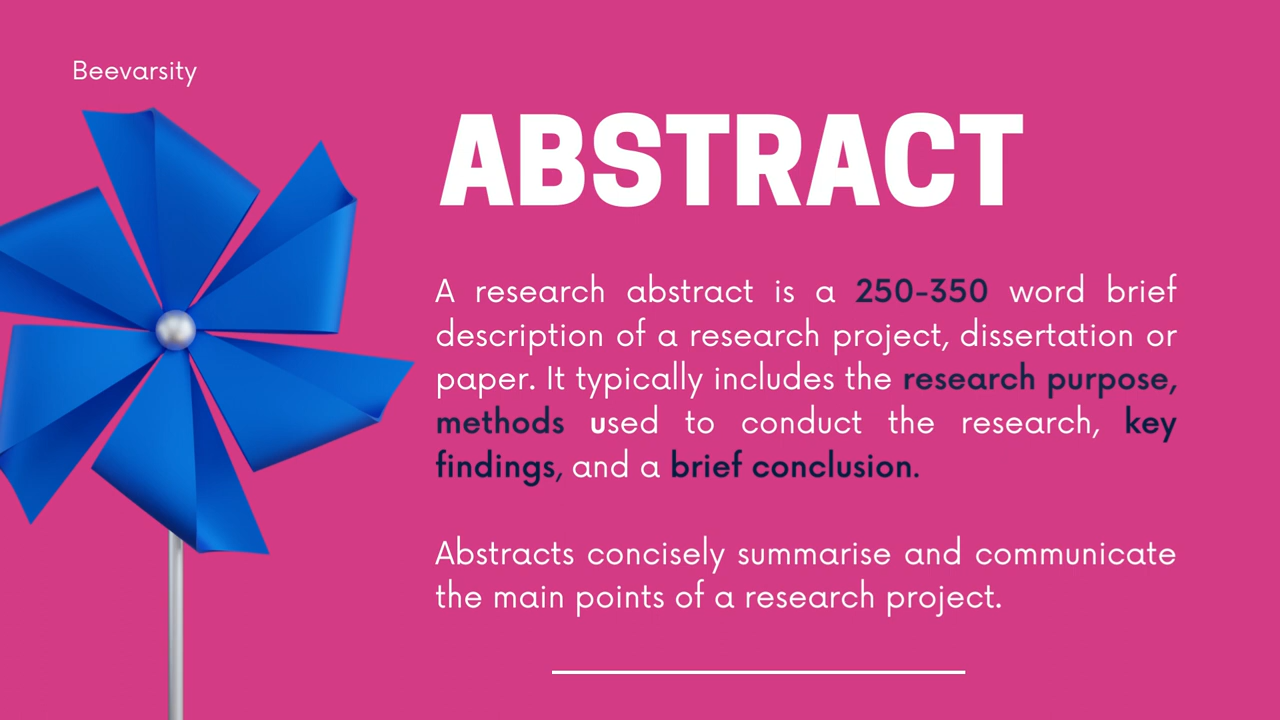 Beevarsity
ABSTRACT
A research abstract is a 250-350 word brief
description of a research project, dissertation or
paper. It typically includes the research purpose,
methods used to conduct the research, key
findings, and a brief conclusion.
Abstracts concisely summarise and communicate
the main points of a research project.